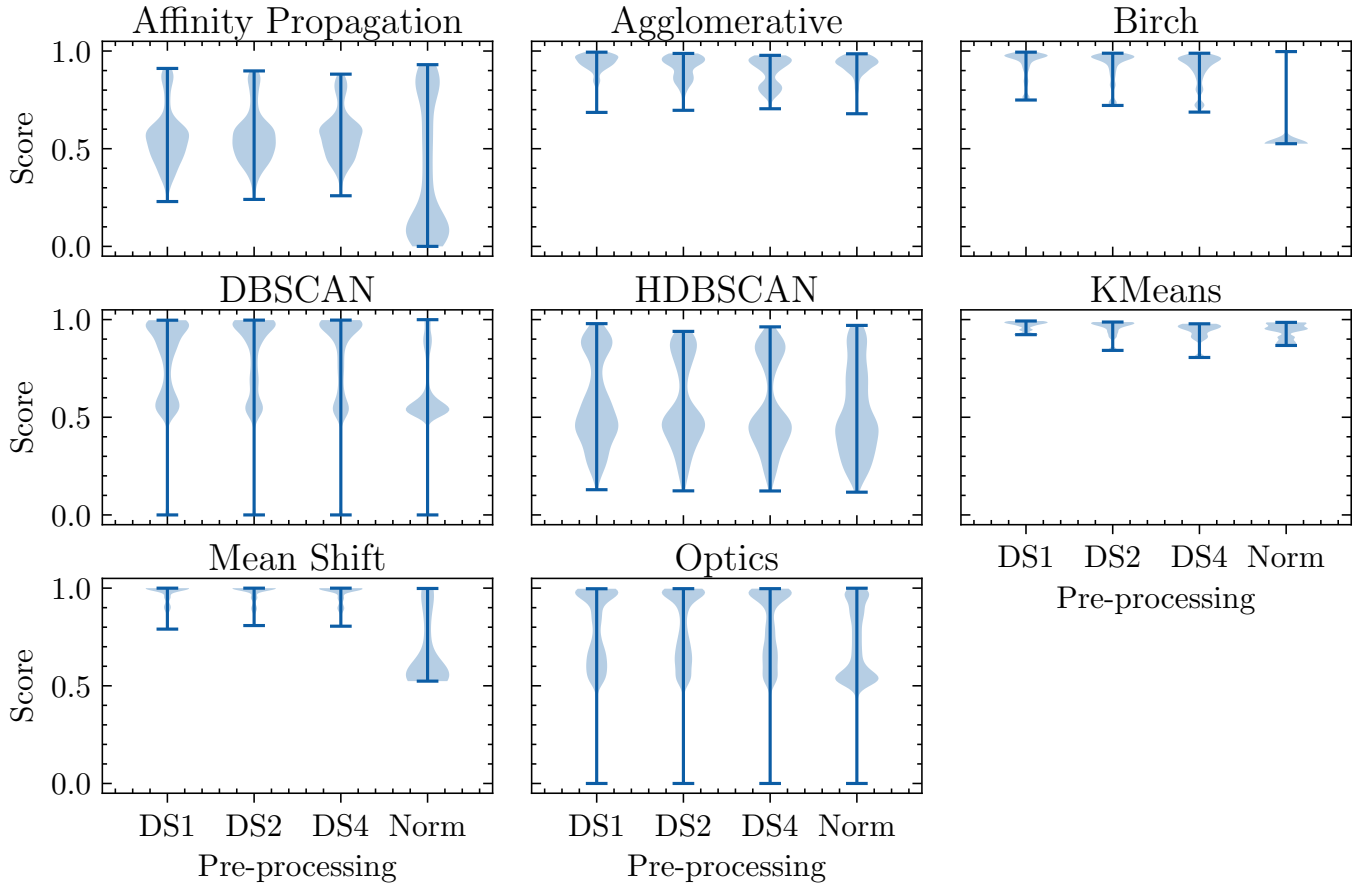 Affinity Propagation
Agglomerative
Birch
1.0
0.5
0.0
Score
DBSCAN
HDBSCAN
KMeans
1.0
0.5
0.0
Score
DS1 DS2 DS4 Norm
Pre-processing
Mean Shift
Optics
1.0
0.5
0.0
Score
DS1 DS2 DS4 Norm
Pre-processing
DS1 DS2 DS4 Norm
Pre-processing